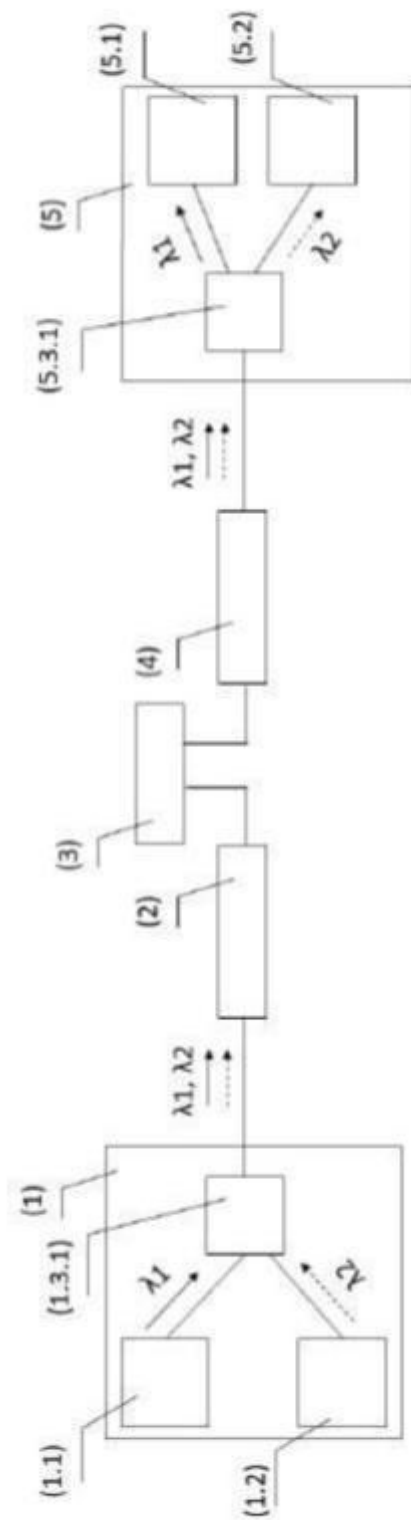 (1.1)
(1.2)
(1.3.1)
(1)
λ1
λ2
λ1, λ2
(2)
(3)
(4)
λ1, λ2
(5.3.1)
(5)
λ1
λ2
(5.1)
(5.2)